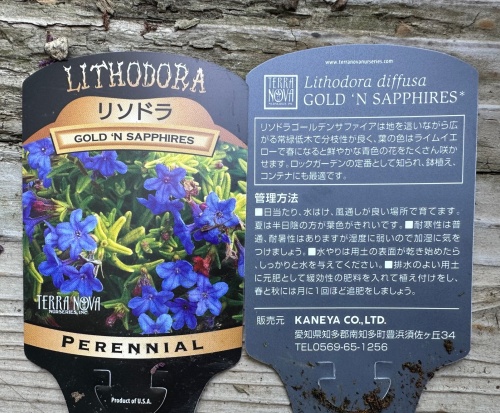 LITHODORA
リソドラ
GOLD 'N SAPPHIRES
TERRA NOVA
NURSERIES, INC.
PERENNIAL
Product of U.S.A.
www.terranovanurseries.com
TERRA
NOVA
NURSERIES INC
Lithodora diffusa
GOLD 'N SAPPHIRES*
リソドラゴールデンサファイアは地を這いながら広
がる常緑低木で分枝性が良く、葉の色はライムイエ
ローで春になると鮮やかな青色の花をたくさん咲か
せます。ロックガーデンの定番として知られ、鉢植え、
コンテナにも最適です。
管理方法
■日当たり、水はけ、風通しが良い場所で育てます。
夏は半日陰の方が葉色がきれいです。■耐寒性は普
通、耐暑性はありますが湿度に弱いので加湿に気を
つけましょう。■水やりは用土の表面が乾き始めたら
、しっかりと水を与えてください。■排水のよい用土
に元肥として緩効性の肥料を入れて植え付けをし、
春と秋には月に1回ほど追肥をしましょう。
販売元 KANEYA CO.,LTD.
愛知県知多郡南知多町豊浜須佐ヶ丘34
TEL0569-65-1256